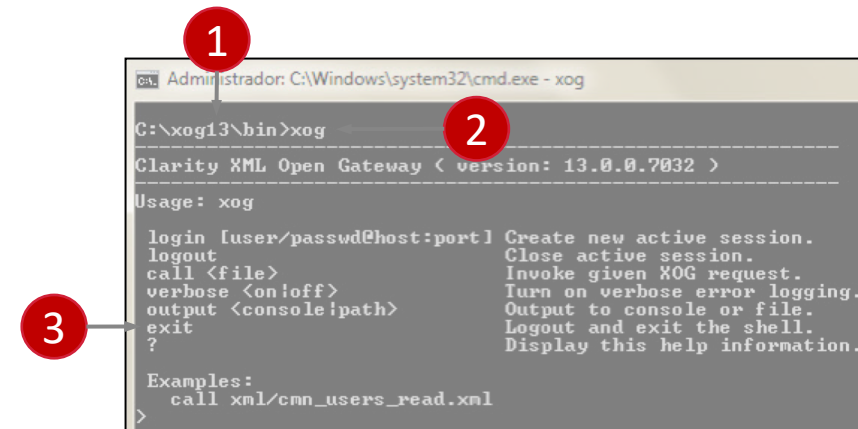 1
Administrador: C:\Windows\system32\cmd.exe - xog
C:\xog13\bin>xog
2
Clarity XML Open Gateway ( version: 13.0.0.7032 )
Usage: xog
login [user/passwd@host:port] Create new active session.
logout Close active session.
call <file> Invoke given XOG request.
verbose <on|off> Turn on verbose error logging.
output <console|path> Output to console or file.
3
exit Logout and exit the shell.
? Display this help information.
Examples:
call xml/cmn_users_read.xml
>